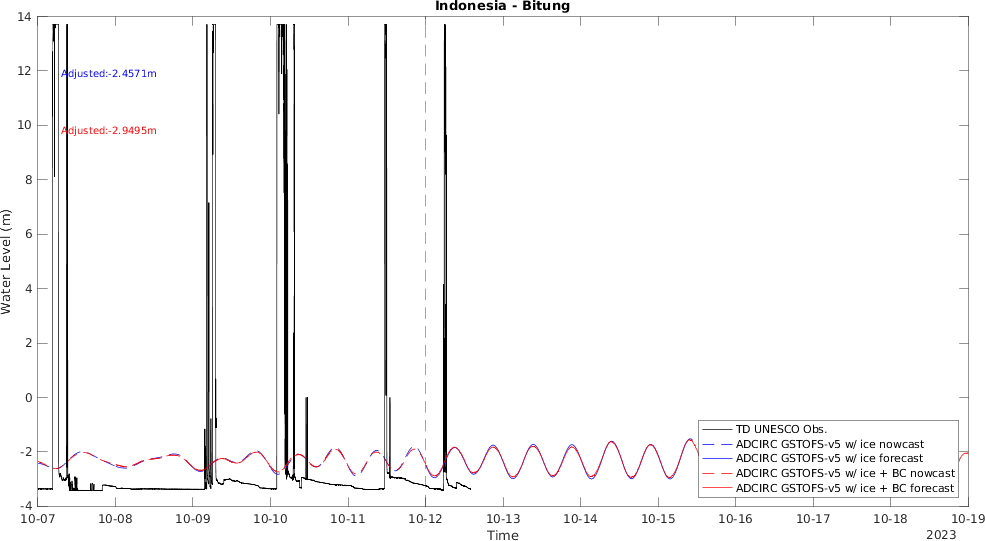 Indonesia - Bitung
14
12
10
8
6
4
2
0
-2
-4
Water Level (m)
Adjusted:-2.4571m
Adjusted:-2.9495m
TD UNESCO Obs.
ADCIRC GSTOFS-v5 w/ ice nowcast
ADCIRC GSTOFS-v5 w/ ice forecast
ADCIRC GSTOFS-v5 w/ ice + BC nowcast
ADCIRC GSTOFS-v5 w/ ice + BC forecast
10-07 10-08 10-09 10-10 10-11 10-12 10-13 10-14 10-15 10-16 10-17 10-18 10-19
Time
2023